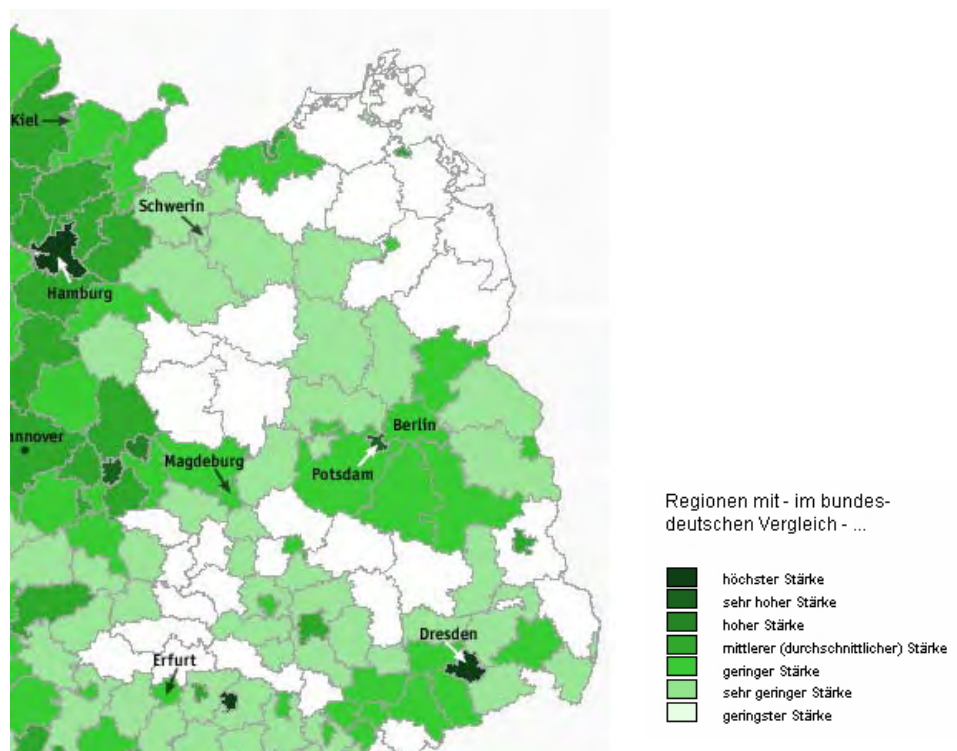 Kiel
Schwerin
Hamburg
nnover
Berlin
Magdeburg
Potsdam
Dresden
Erfurt
Regionen mit - im bundes-
deutschen Vergleich - ...
höchster Stärke
sehr hoher Stärke
hoher Stärke
mittlerer (durchschnittlicher) Stärke
geringer Stärke
sehr geringer Stärke
geringster Stärke